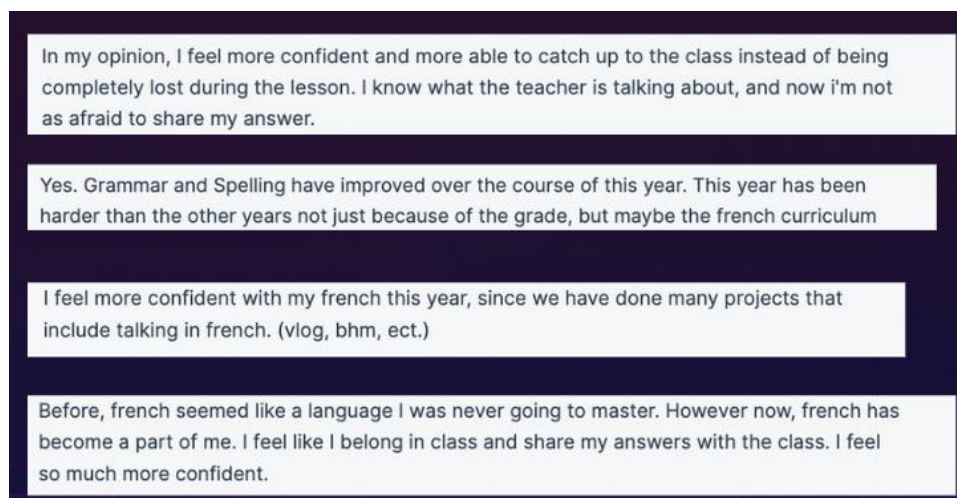 In my opinion, I feel more confident and more able to catch up to the class instead of being
completely lost during the lesson. I know what the teacher is talking about, and now i'm not
as afraid to share my answer.
Yes. Grammar and Spelling have improved over the course of this year. This year has been
harder than the other years not just because of the grade, but maybe the french curriculum
I feel more confident with my french this year, since we have done many projects that
include talking in french. (vlog, bhm, ect.)
Before, french seemed like a language I was never going to master. However now, french has
become a part of me. I feel like I belong in class and share my answers with the class. I feel
so much more confident.